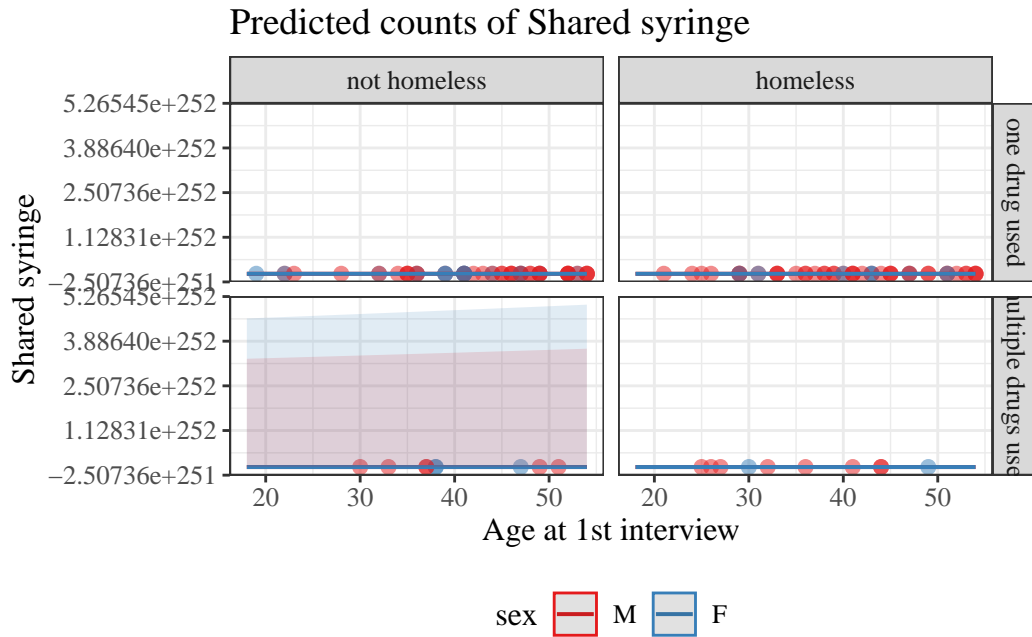 Predicted counts of Shared syringe
not homeless
homeless
5.26545e+252
3.88640e+252
2.50736e+252
1.12831e+252
−2.50736e+251
one drug used
5.26545e+252
3.88640e+252
2.50736e+252
1.12831e+252
−2.50736e+251
ultiple drugs use
Shared syringe
20 30 40 50
20 30 40 50
Age at 1st interview
sex M F